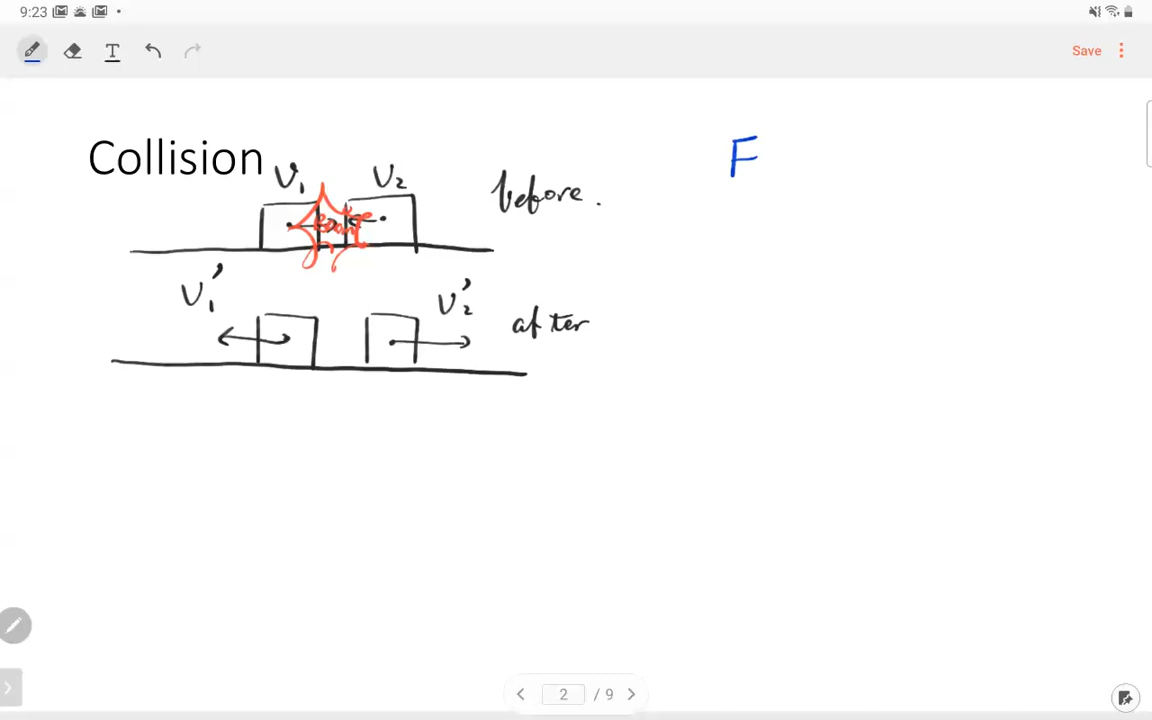 9:23
Save
Collision
V₁ V₂ before.
F
V₁' V₂' after
2 / 9